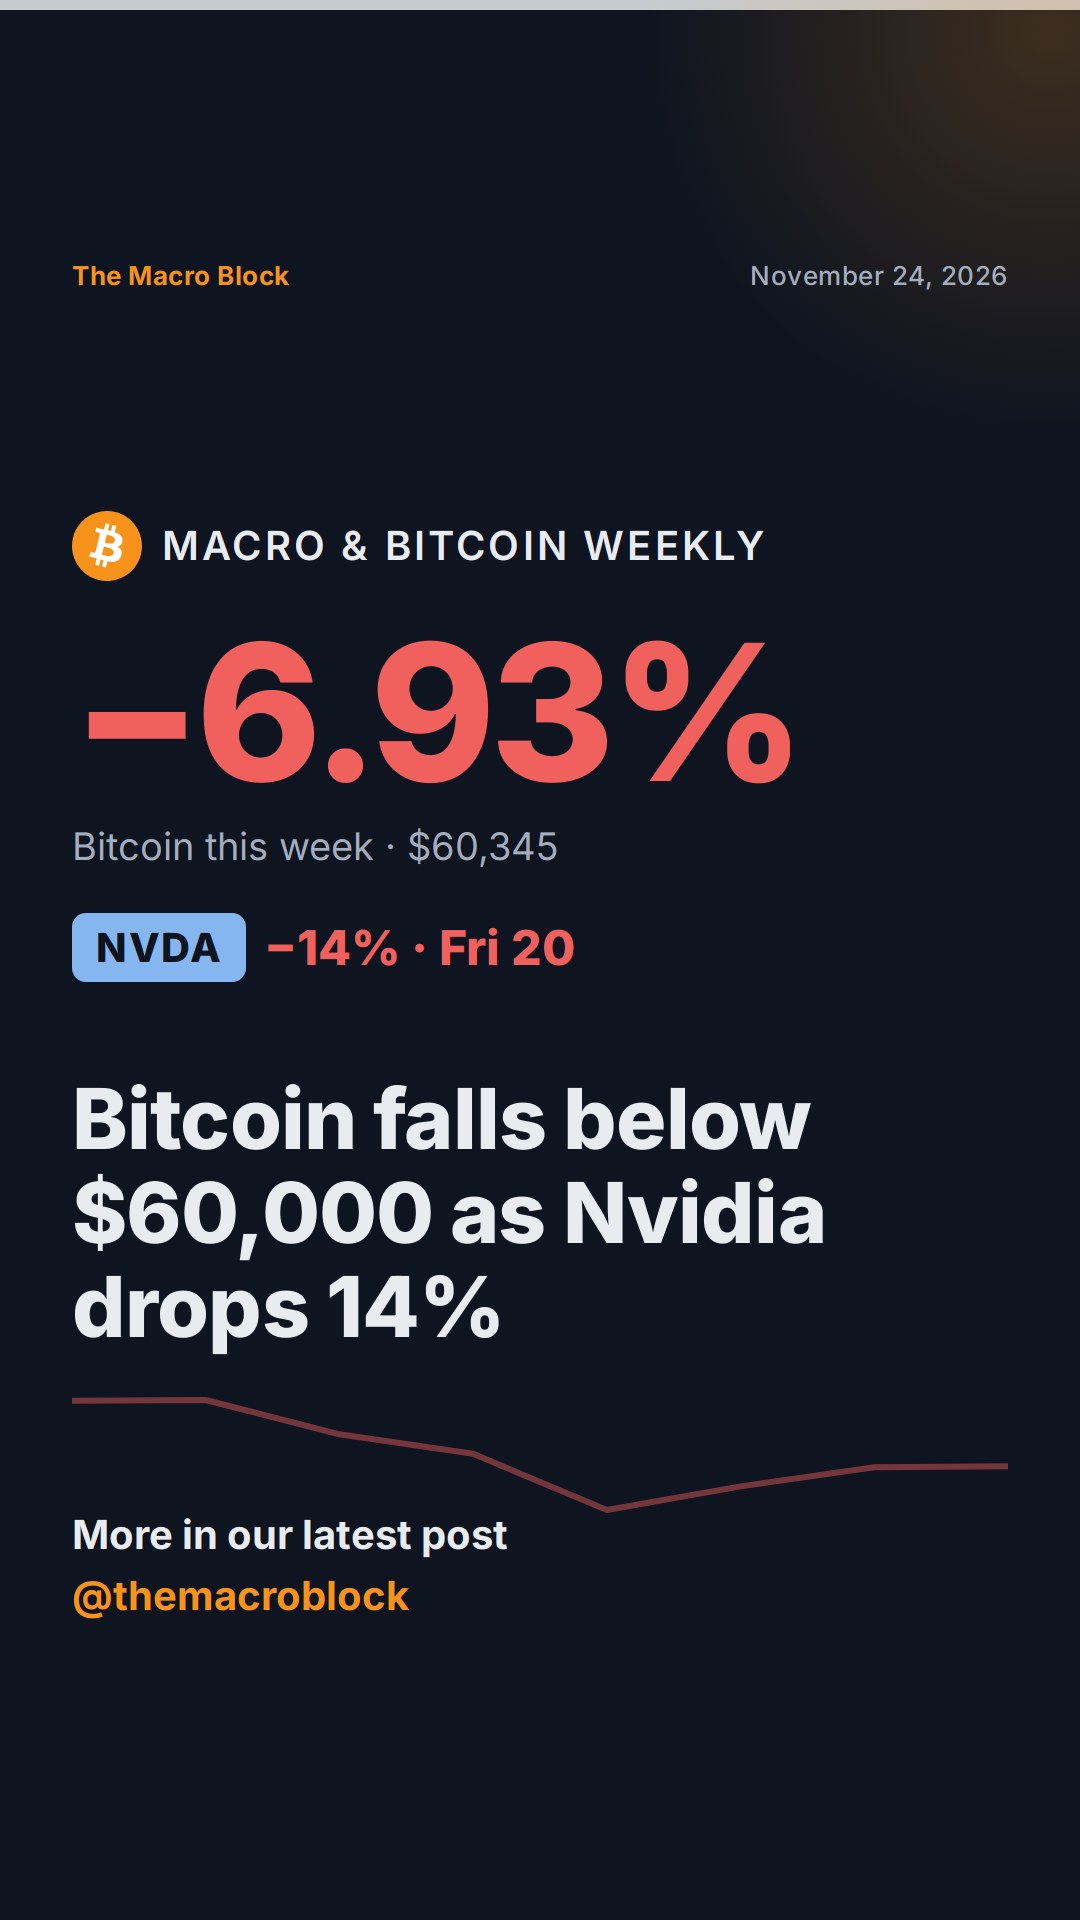 The Macro Block
November 24, 2026
MACRO & BITCOIN WEEKLY
−6.93%
Bitcoin this week · $60,345
NVDA −14% · Fri 20
Bitcoin falls below
$60,000 as Nvidia
drops 14%
More in our latest post
@themacroblock